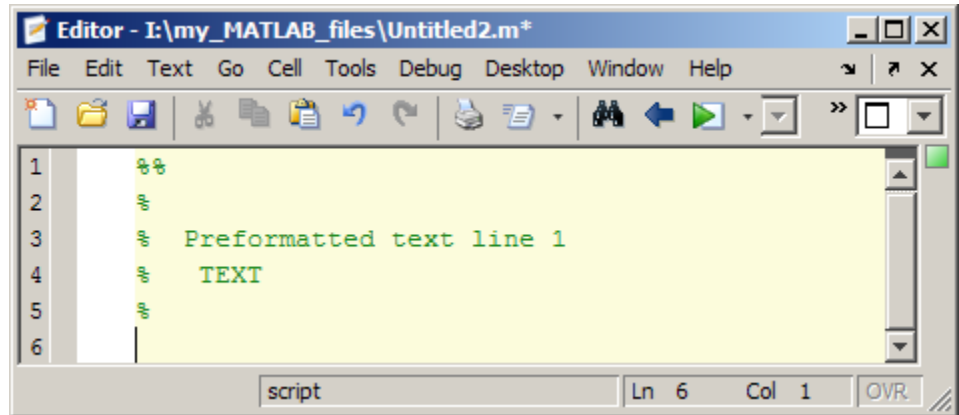 Editor - I:\my_MATLAB_files\Untitled2.m*
File Edit Text Go Cell Tools Debug Desktop Window Help
»
1 %%
2 %
3 %  Preformatted text line 1
4 %   TEXT
5 %
6
script Ln 6 Col 1 OVR